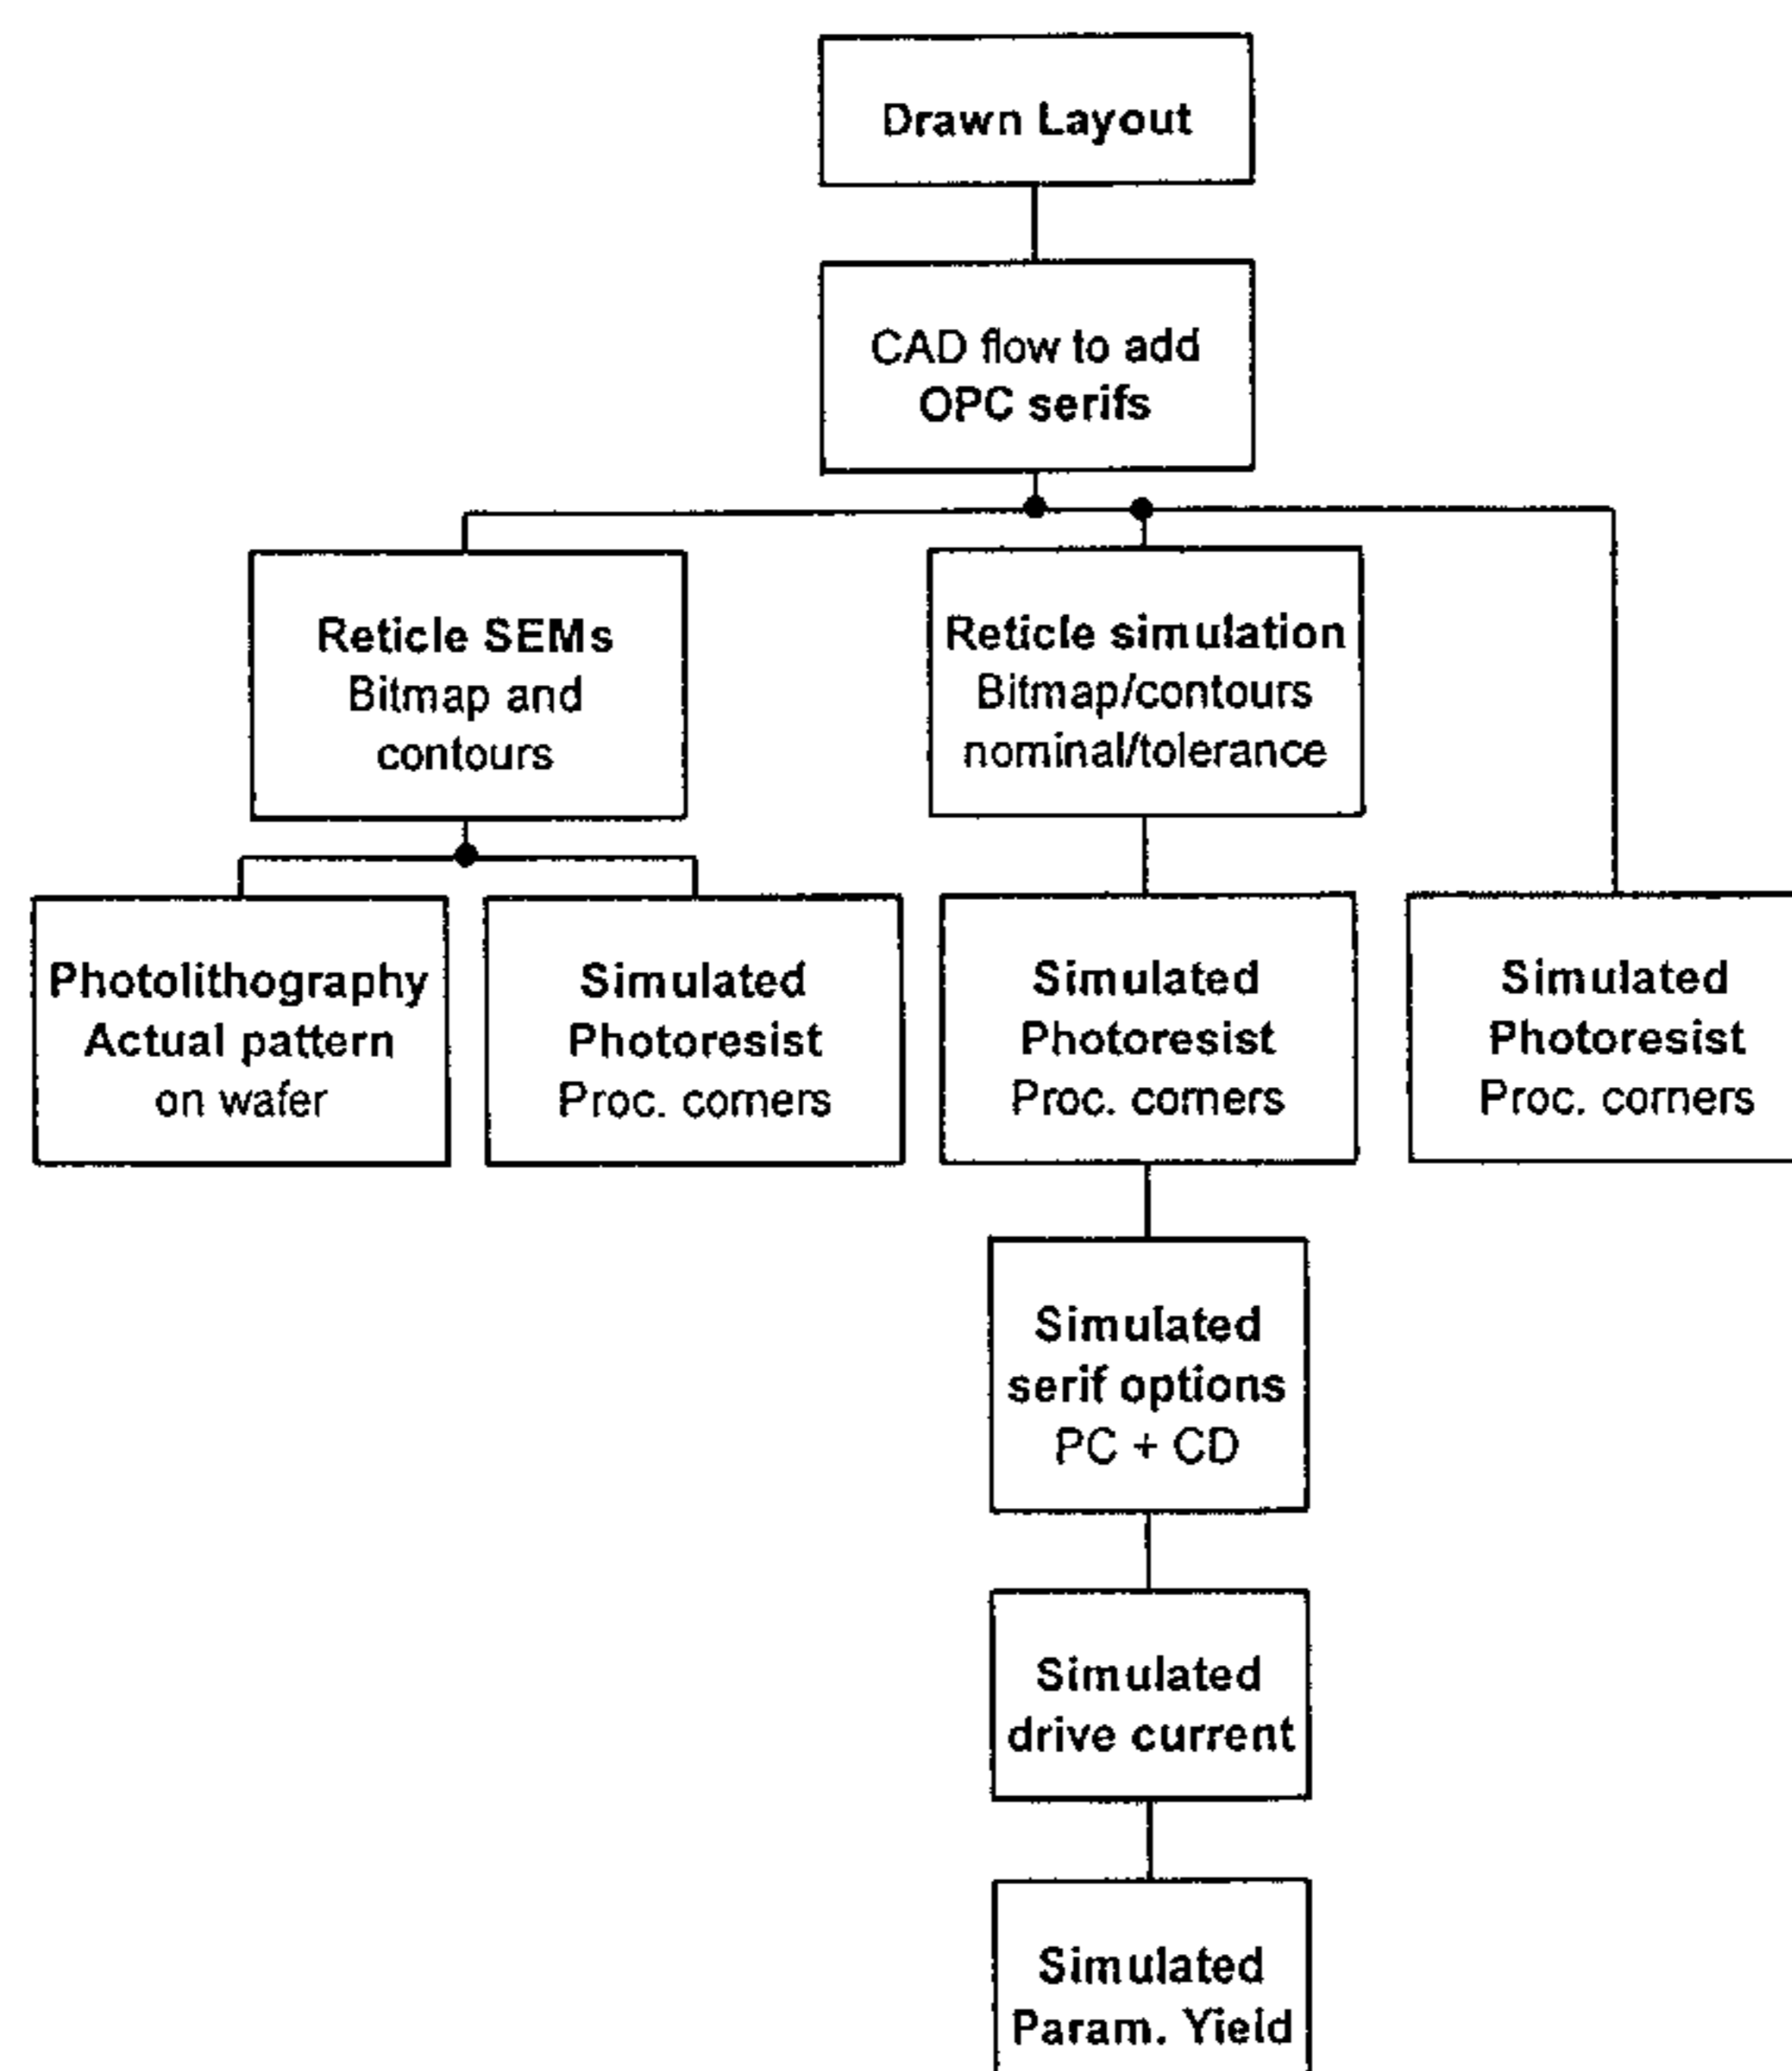 Drawn Layout
CAD flow to add
OPC serifs
Reticle SEMs
Bitmap and
contours
Reticle simulation
Bitmap/contours
nominal/tolerance
Photolithography
Actual pattern
on wafer
Simulated
Photoresist
Proc. corners
Simulated
Photoresist
Proc. corners
Simulated
Photoresist
Proc. corners
Simulated
serif options
PC + CD
Simulated
drive current
Simulated
Param. Yield